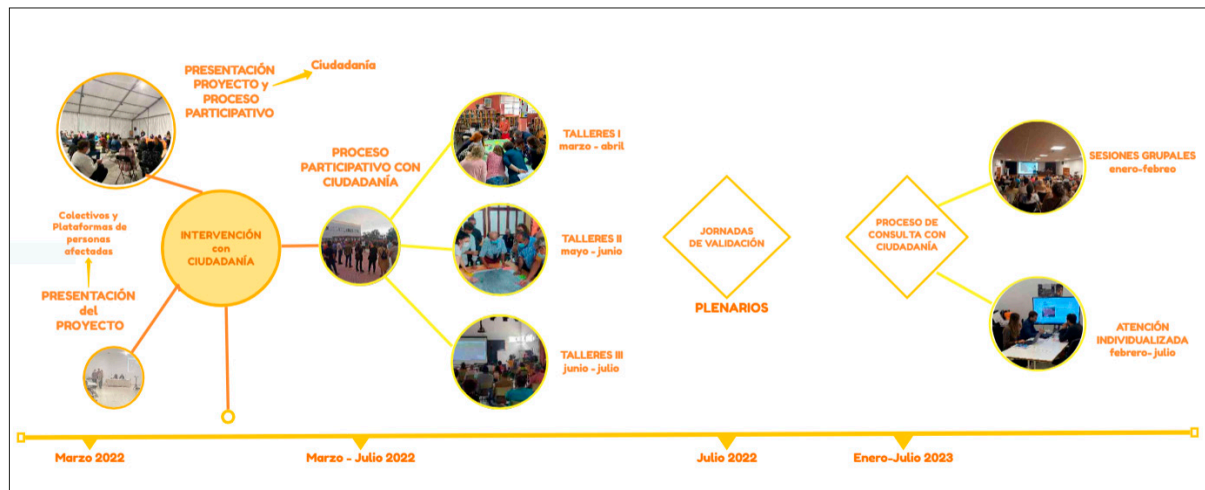 PRESENTACIÓN
PROYECTO y
PROCESO
PARTICIPATIVO
Ciudadanía
Colectivos y
Plataformas de
personas
afectadas
PRESENTACIÓN
del
PROYECTO
INTERVENCIÓN
con
CIUDADANÍA
PROCESO
PARTICIPATIVO CON
CIUDADANÍA
TALLERES I
marzo - abril
TALLERES II
mayo - junio
TALLERES III
junio - julio
JORNADAS
DE VALIDACIÓN
PLENARIOS
PROCESO DE
CONSULTA CON
CIUDADANÍA
SESIONES GRUPALES
enero-febreo
ATENCIÓN
INDIVIDUALIZADA
febrero- julio
Marzo 2022
Marzo - Julio 2022
Julio 2022
Enero-Julio 2023